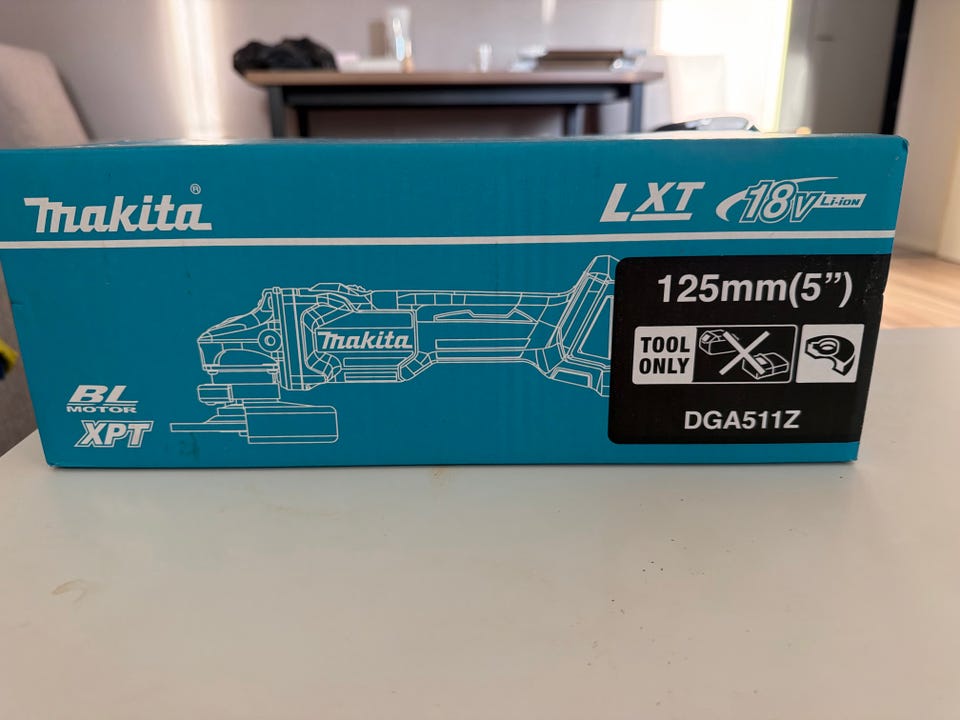 Makita®
LXT 18V Li-ion
125mm(5”)
Makita
TOOL
ONLY
BL
MOTOR
XPT
DGA511Z